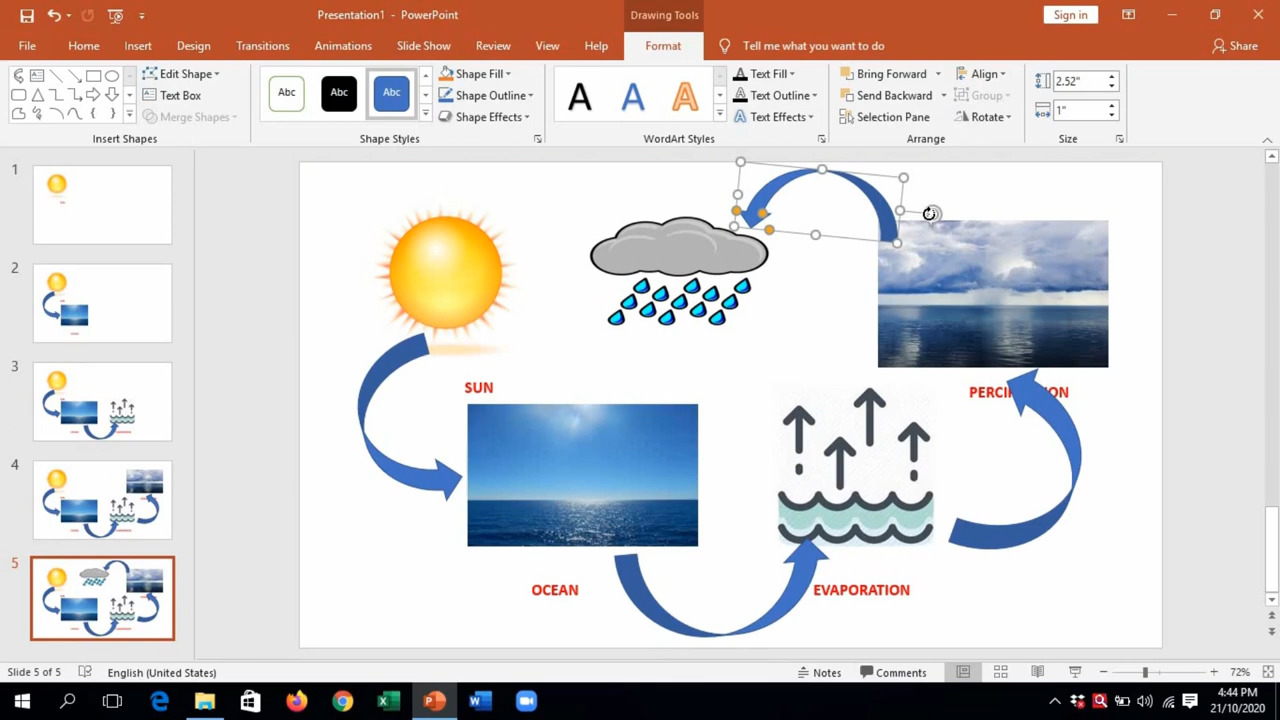 Presentation1 - PowerPoint
Drawing Tools
Sign in
File Home Insert Design Transitions Animations Slide Show Review View Help Format Tell me what you want to do Share
Edit Shape
Text Box
Merge Shapes
Insert Shapes
Abc Abc Abc
Shape Fill
Shape Outline
Shape Effects
Shape Styles
A A A
Text Fill
Text Outline
Text Effects
WordArt Styles
Bring Forward
Send Backward
Selection Pane
Align
Group
Rotate
Arrange
2.52"
1"
Size
1
2
3
4
5
SUN
OCEAN
EVAPORATION
Slide 5 of 5 English (United States) Notes Comments 72%
4:44 PM
21/10/2020